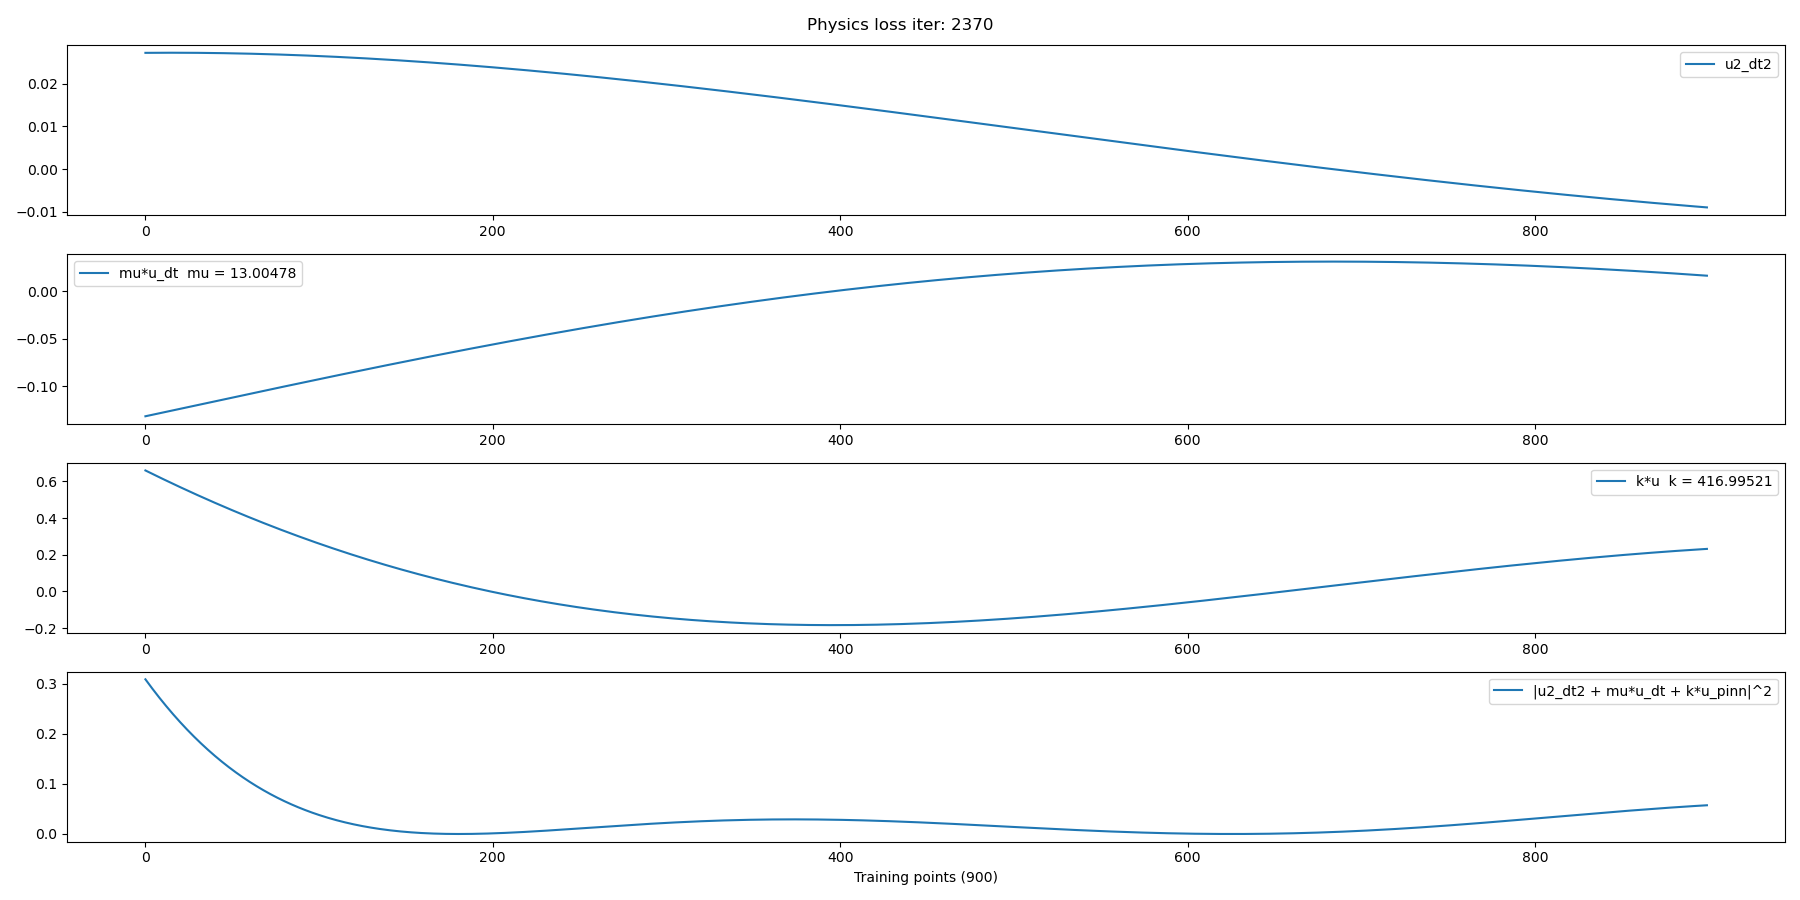 Physics loss iter: 2370
u2_dt2
0.02
0.01
0.00
−0.01
0 200 400 600 800
mu*u_dt  mu = 13.00478
0.00
−0.05
−0.10
0 200 400 600 800
k*u  k = 416.99521
0.6
0.4
0.2
0.0
−0.2
0 200 400 600 800
|u2_dt2 + mu*u_dt + k*u_pinn|^2
0.3
0.2
0.1
0.0
0 200 400 600 800
Training points (900)